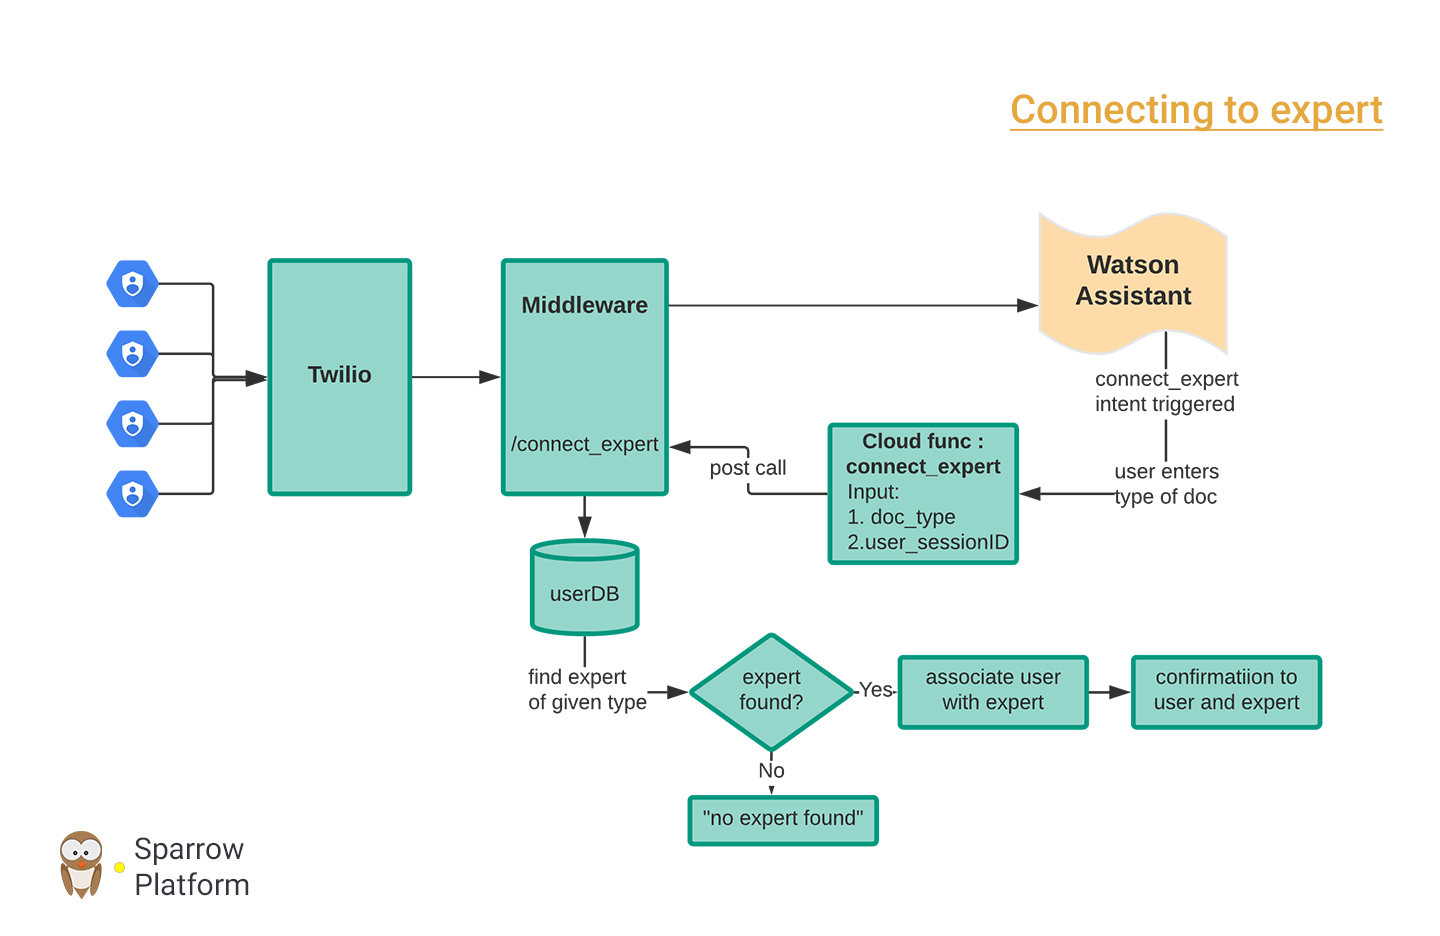 Connecting to expert
Watson
Assistant
Twilio
Middleware
/connect_expert
connect_expert
intent triggered
user enters
type of doc
Cloud func :
connect_expert
Input:
1. doc_type
2.user_sessionID
post call
userDB
find expert
of given type
expert
found?
Yes
associate user
with expert
confirmatiion to
user and expert
No
"no expert found"
Sparrow
Platform